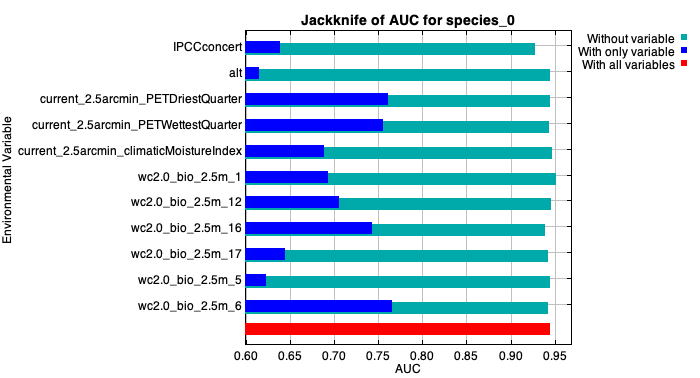 Jackknife of AUC for species_0
Without variable
With only variable
With all variables
Environmental Variable
IPCCconcert
alt
current_2.5arcmin_PETDriestQuarter
current_2.5arcmin_PETWettestQuarter
current_2.5arcmin_climaticMoistureIndex
wc2.0_bio_2.5m_1
wc2.0_bio_2.5m_12
wc2.0_bio_2.5m_16
wc2.0_bio_2.5m_17
wc2.0_bio_2.5m_5
wc2.0_bio_2.5m_6
0.60 0.65 0.70 0.75 0.80 0.85 0.90 0.95
AUC